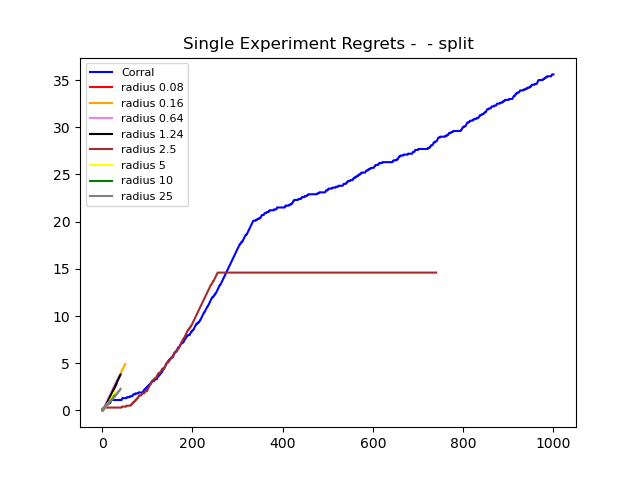 Single Experiment Regrets -  - split
Corral
radius 0.08
radius 0.16
radius 0.64
radius 1.24
radius 2.5
radius 5
radius 10
radius 25
35
30
25
20
15
10
5
0
0 200 400 600 800 1000